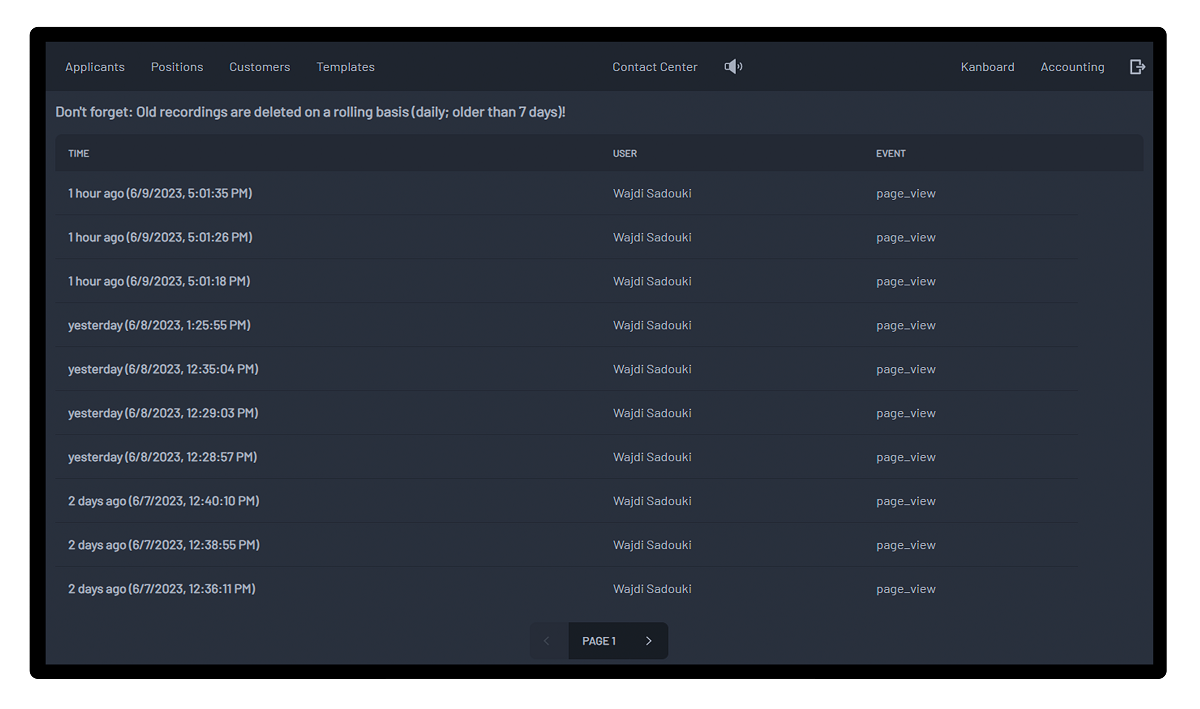 Applicants Positions Customers Templates Contact Center Kanboard Accounting
Don't forget: Old recordings are deleted on a rolling basis (daily; older than 7 days)!
TIME USER EVENT
1 hour ago (6/9/2023, 5:01:35 PM) Wajdi Sadouki page_view
1 hour ago (6/9/2023, 5:01:26 PM) Wajdi Sadouki page_view
1 hour ago (6/9/2023, 5:01:18 PM) Wajdi Sadouki page_view
yesterday (6/8/2023, 1:25:55 PM) Wajdi Sadouki page_view
yesterday (6/8/2023, 12:35:04 PM) Wajdi Sadouki page_view
yesterday (6/8/2023, 12:29:03 PM) Wajdi Sadouki page_view
yesterday (6/8/2023, 12:28:57 PM) Wajdi Sadouki page_view
2 days ago (6/7/2023, 12:40:10 PM) Wajdi Sadouki page_view
2 days ago (6/7/2023, 12:38:55 PM) Wajdi Sadouki page_view
2 days ago (6/7/2023, 12:36:11 PM) Wajdi Sadouki page_view
PAGE 1